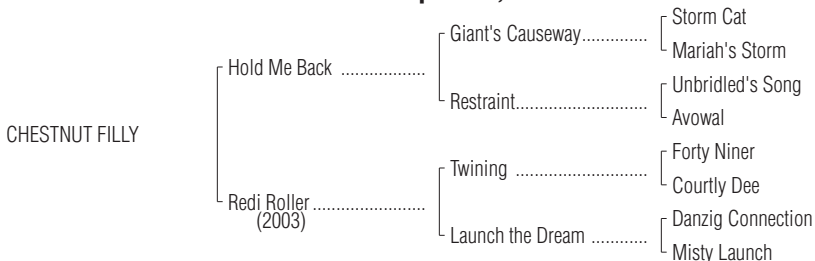 Storm Cat
Giant's Causeway..............
Mariah's Storm
Hold Me Back ..................
Unbridled's Song
Restraint............................
Avowal
CHESTNUT FILLY
Forty Niner
Twining ............................
Courtly Dee
Redi Roller ........................
(2003)
Danzig Connection
Launch the Dream ............
Misty Launch